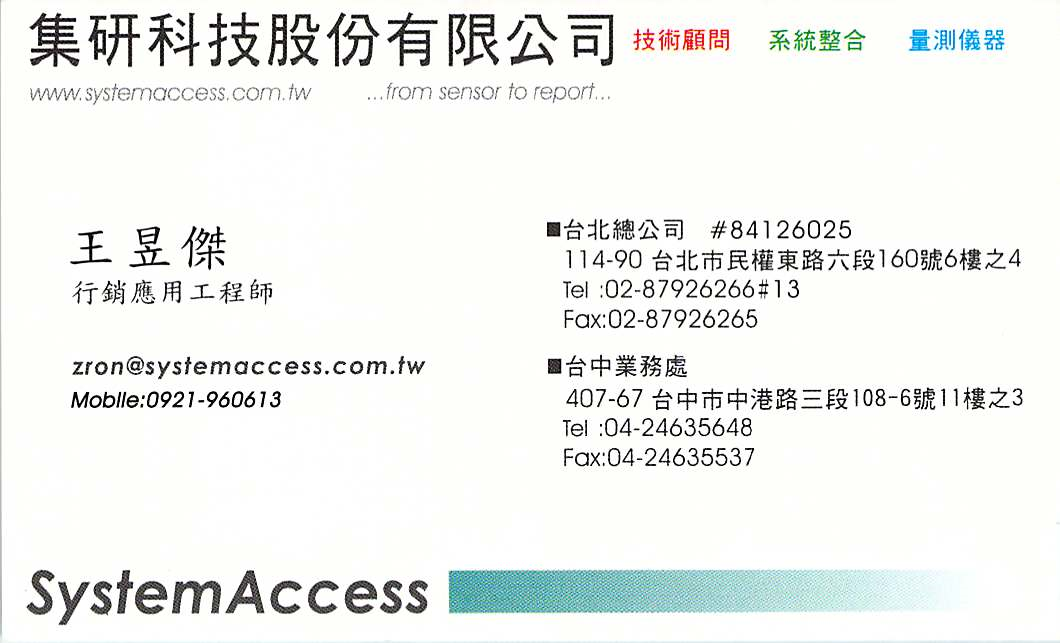 集研科技股份有限公司 技術顧問 系統整合 量測儀器
www.systemaccess.com.tw ...from sensor to report...
王昱傑
行銷應用工程師
zron@systemaccess.com.tw
Mobile:0921-960613
■台北總公司 #84126025
114-90 台北市民權東路六段160號6樓之4
Tel :02-87926266#13
Fax:02-87926265
■台中業務處
407-67 台中市中港路三段108-6號11樓之3
Tel :04-24635648
Fax:04-24635537
SystemAccess